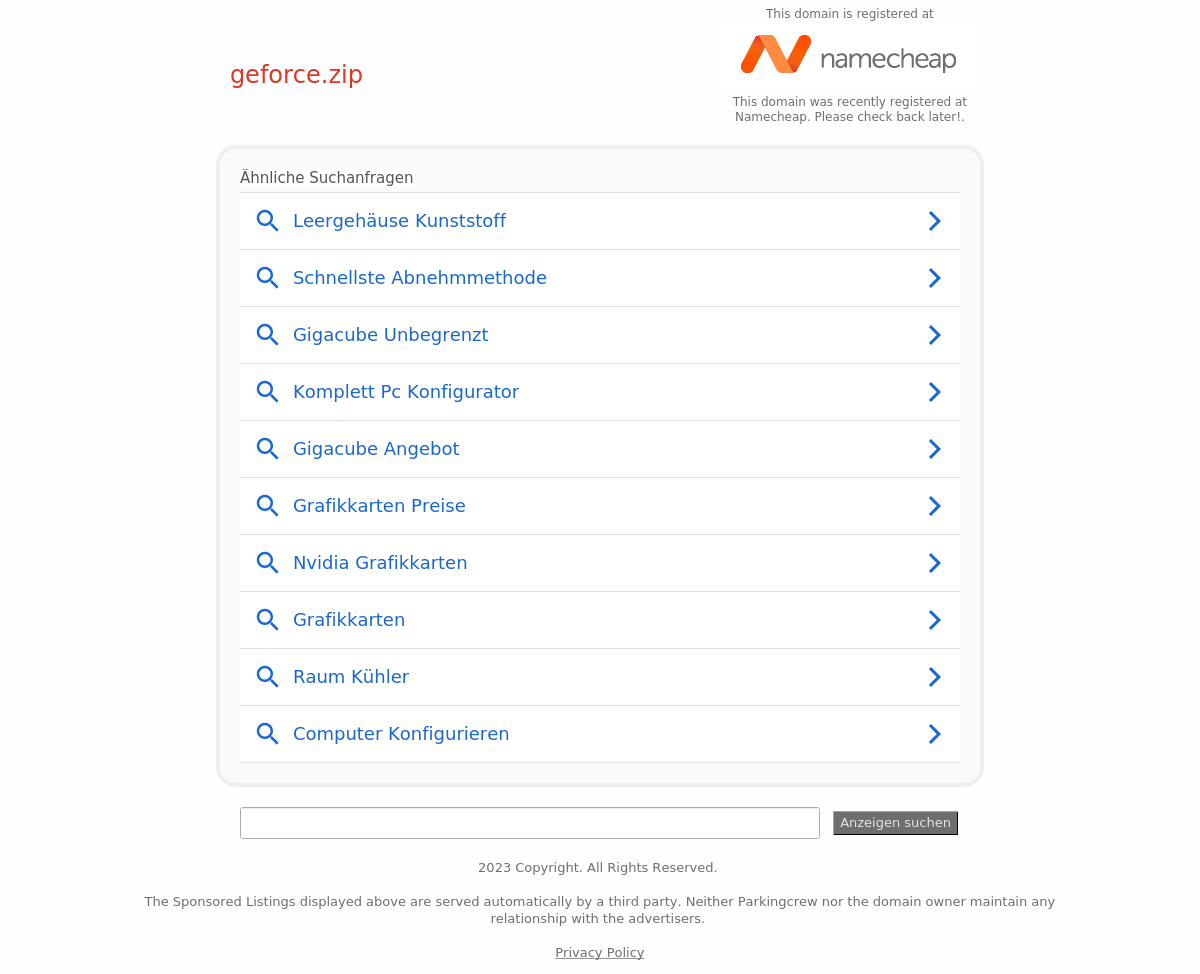 This domain is registered at
namecheap
geforce.zip
This domain was recently registered at
Namecheap. Please check back later!.
Ähnliche Suchanfragen
Leergehäuse Kunststoff
Schnellste Abnehmmethode
Gigacube Unbegrenzt
Komplett Pc Konfigurator
Gigacube Angebot
Grafikkarten Preise
Nvidia Grafikkarten
Grafikkarten
Raum Kühler
Computer Konfigurieren
Anzeigen suchen
2023 Copyright. All Rights Reserved.
The Sponsored Listings displayed above are served automatically by a third party. Neither Parkingcrew nor the domain owner maintain any
relationship with the advertisers.
Privacy Policy